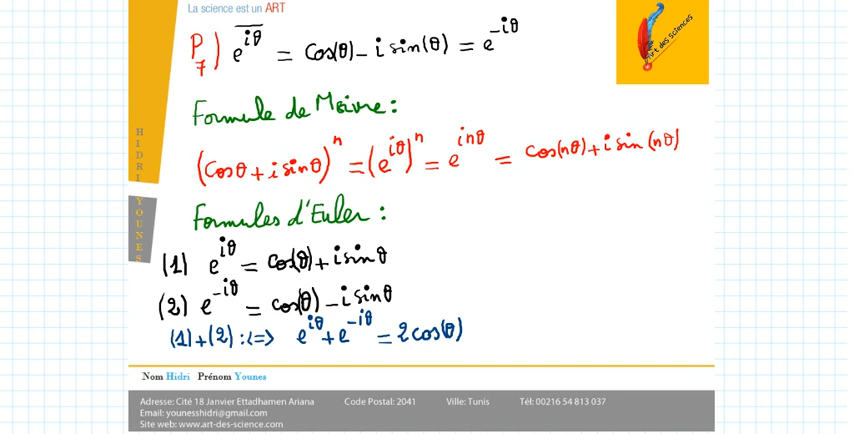 La science est un ART
Art des Sciences
P7) \overline{e^{iθ}} = cos(θ) - i sin(θ) = e^{-iθ}
Formule de Moivre :
(cosθ + i sinθ)^n = (e^{iθ})^n = e^{inθ} = cos(nθ) + i sin(nθ)
HIDRI YOUNES
Formules d'Euler :
(1) e^{iθ} = cos(θ) + i sinθ
(2) e^{-iθ} = cos(θ) - i sinθ
(1)+(2) : <=> e^{iθ} + e^{-iθ} = 2cos(θ)
Nom Hidri Prénom Younes
Adresse: Cité 18 Janvier Ettadhamen Ariana Code Postal: 2041 Ville: Tunis Tél: 00216 54 813 037
Email: younesshidri@gmail.com
Site web: www.art-des-science.com